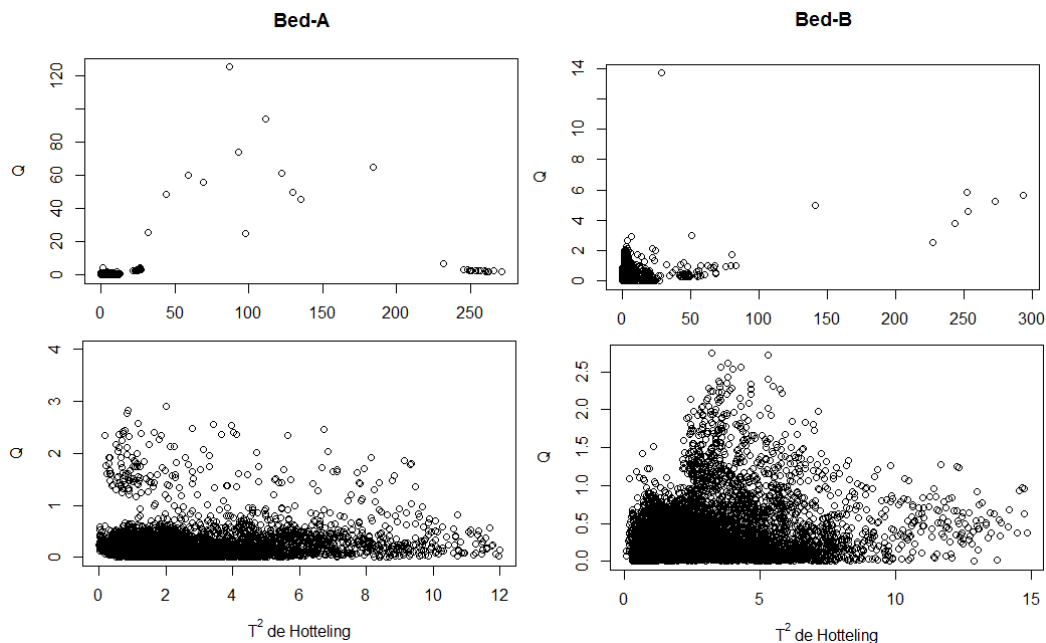 Bed-A
Bed-B
Q
0 20 40 60 80 120
0 50 100 150 200 250
Q
0 2 4 6 8 10 14
0 50 100 150 200 250 300
Q
0 1 2 3 4
0 2 4 6 8 10 12
T² de Hotteling
Q
0.0 0.5 1.0 1.5 2.0 2.5
0 5 10 15
T² de Hotteling